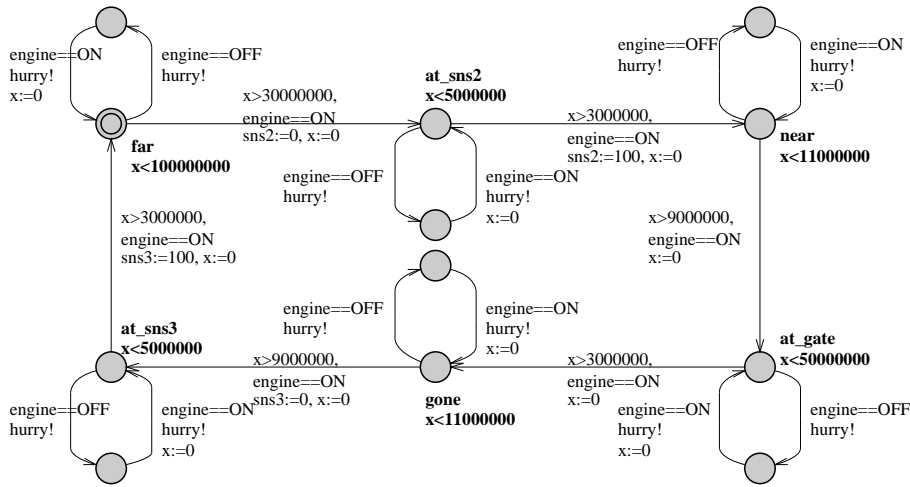 engine==ON
hurry!
x:=0
engine==OFF
hurry!
far
x<100000000
x>30000000,
engine==ON
sns2:=0, x:=0
at_sns2
x<5000000
engine==OFF
hurry!
engine==ON
hurry!
x:=0
x>3000000,
engine==ON
sns2:=100, x:=0
engine==OFF
hurry!
engine==ON
hurry!
x:=0
near
x<11000000
x>3000000,
engine==ON
sns3:=100, x:=0
x>9000000,
engine==ON
x:=0
engine==OFF
hurry!
engine==ON
hurry!
x:=0
at_sns3
x<5000000
x>9000000,
engine==ON
sns3:=0, x:=0
gone
x<11000000
x>3000000,
engine==ON
x:=0
at_gate
x<50000000
engine==OFF
hurry!
engine==ON
hurry!
x:=0
engine==ON
hurry!
x:=0
engine==OFF
hurry!